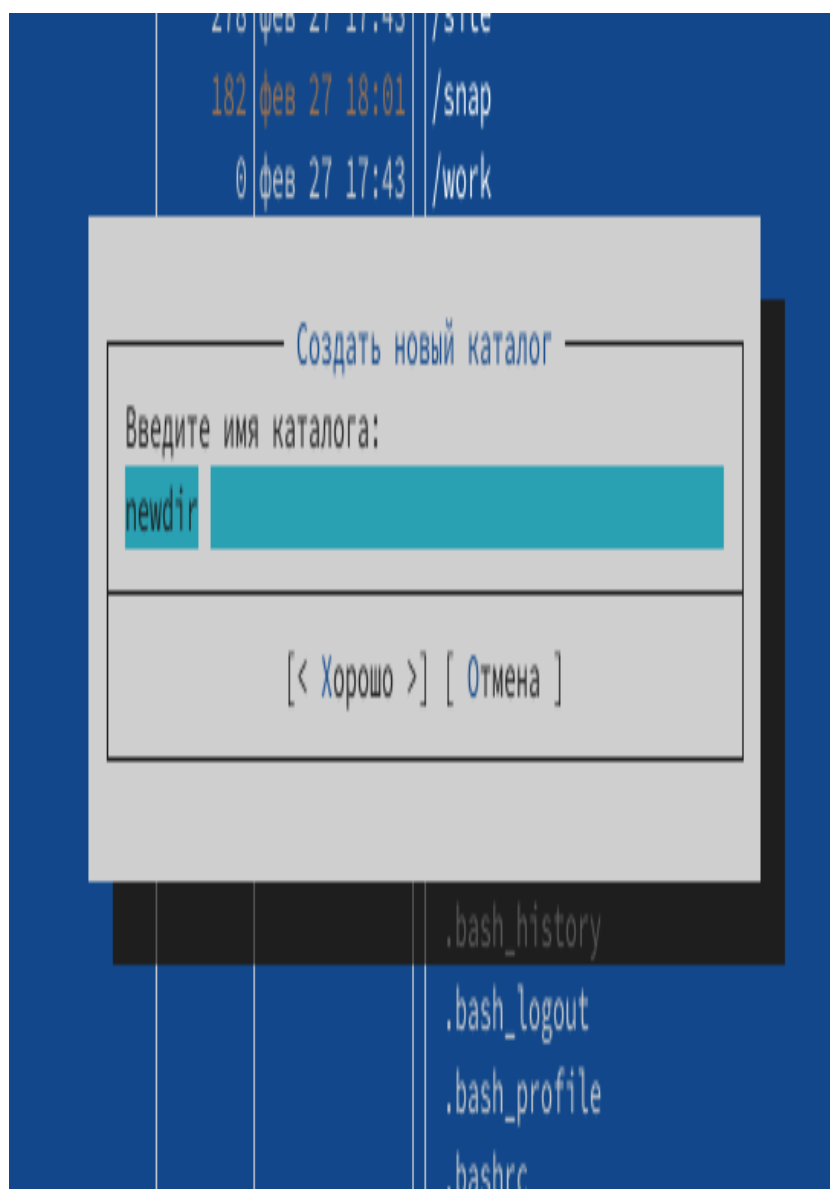 278 фев 27 17:43 /site
182 фев 27 18:01 /snap
0 фев 27 17:43 /work
Создать новый каталог
Введите имя каталога:
newdir
[< Хорошо >] [ Отмена ]
.bash_history
.bash_logout
.bash_profile
.bashrc